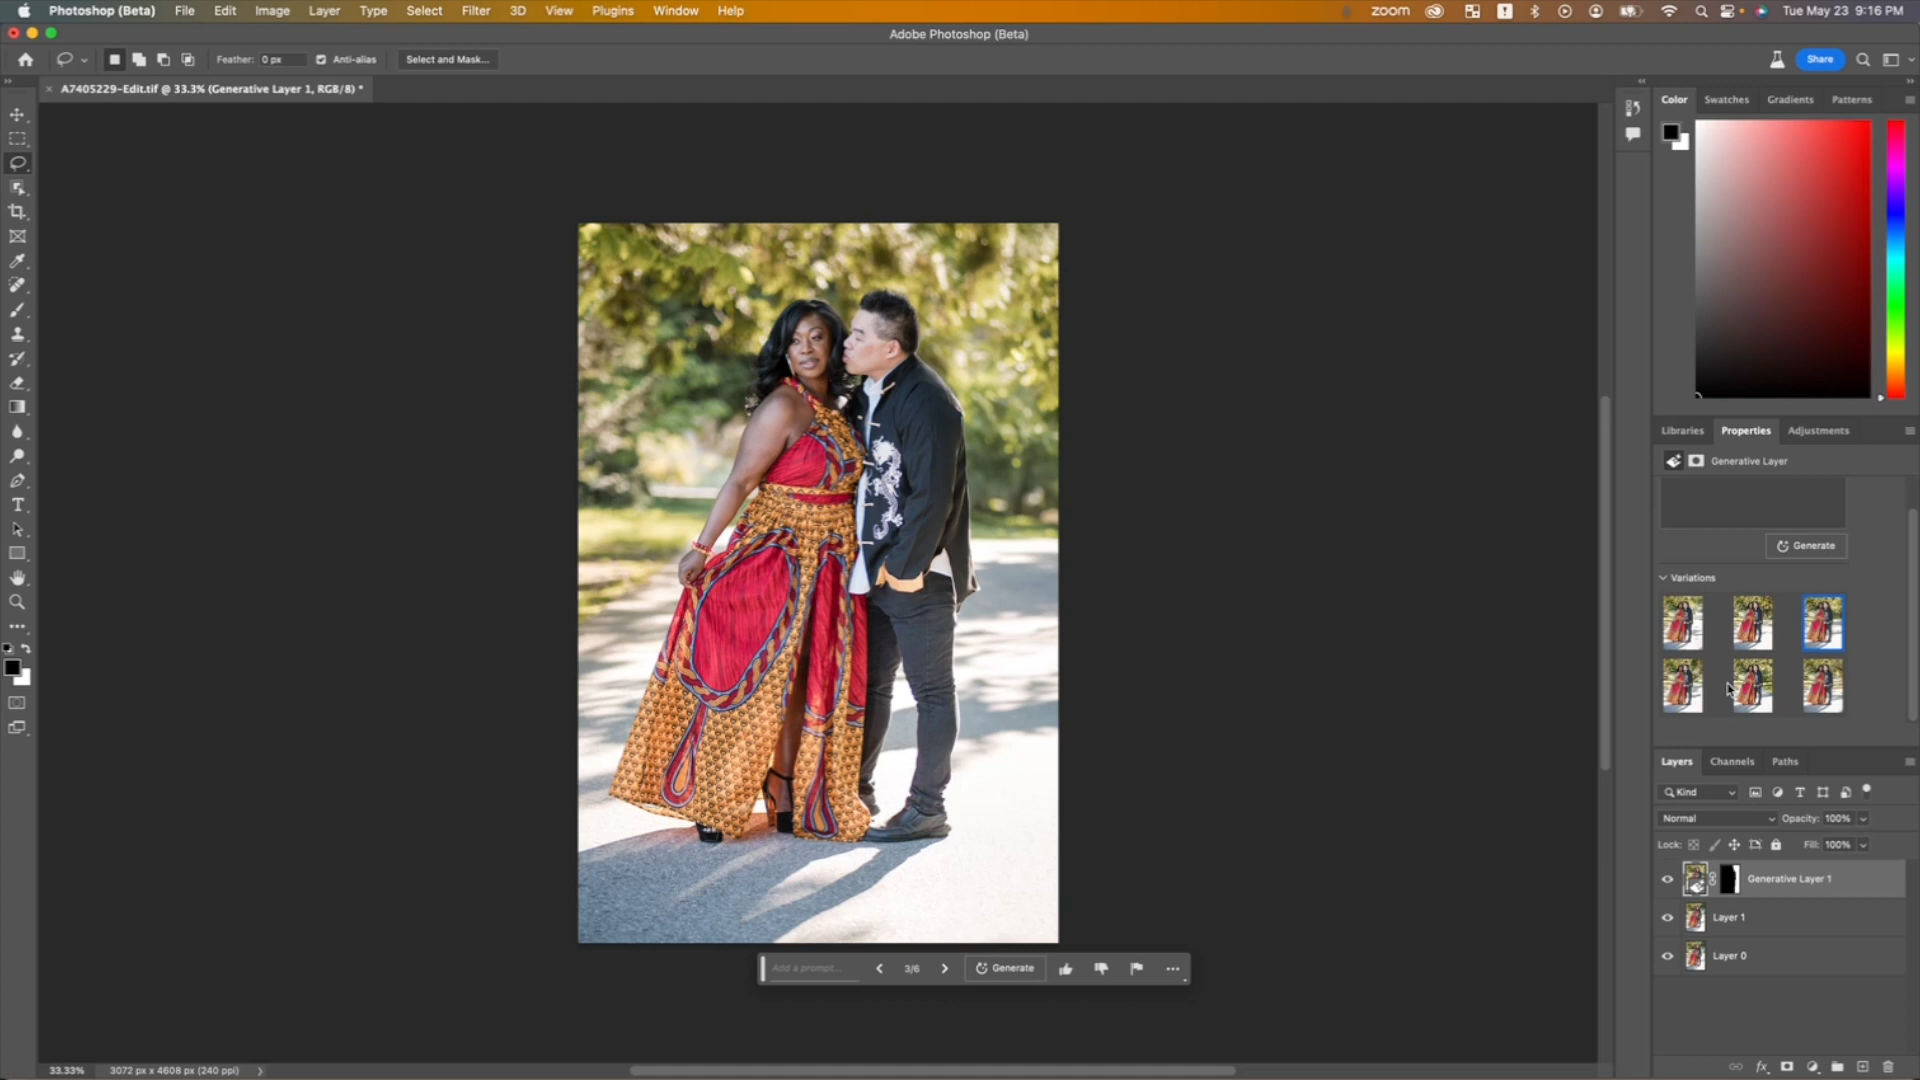 Photoshop (Beta) File Edit Image Layer Type Select Filter 3D View Plugins Window Help zoom Tue May 23 9:16 PM
Adobe Photoshop (Beta)
Feather: 0 px Anti-alias Select and Mask... Share
A7405229-Edit.tif @ 33.3% (Generative Layer 1, RGB/8) *
Color Swatches Gradients Patterns
Libraries Properties Adjustments
Generative Layer
Generate
Variations
Layers Channels Paths
Kind
Normal Opacity: 100%
Lock: Fill: 100%
Generative Layer 1
Layer 1
Layer 0
Add a prompt... 3/6 Generate
33.33% 3072 px x 4608 px (240 ppi)